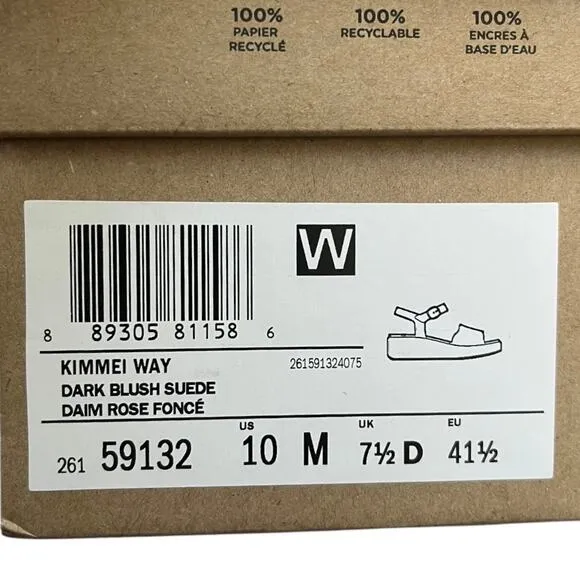 100%
PAPIER
RECYCLÉ
100%
RECYCLABLE
100%
ENCRES À
BASE D'EAU
W
8 89305 81158 6
KIMMEI WAY
261591324075
DARK BLUSH SUEDE
DAIM ROSE FONCÉ
US UK EU
261 59132 10 M 7½ D 41½